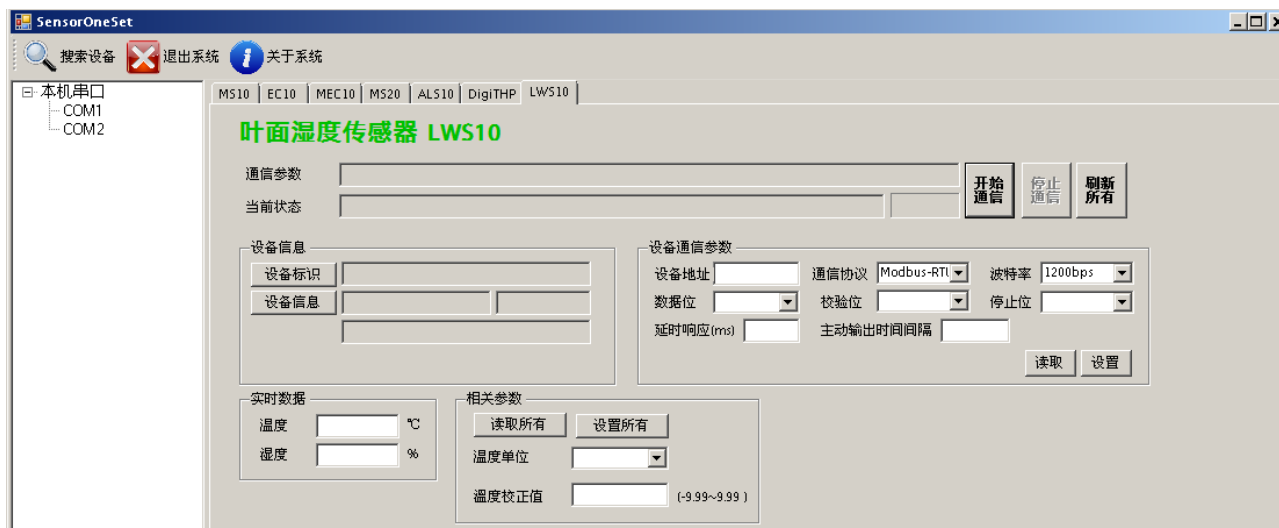 SensorOneSet
搜索设备 退出系统 关于系统
本机串口
COM1
COM2
MS10 EC10 MEC10 MS20 ALS10 DigiTHP LWS10
叶面湿度传感器 LWS10
通信参数
当前状态
开始通信 停止通信 刷新所有
设备信息
设备标识
设备信息
设备通信参数
设备地址 通信协议 Modbus-RTU 波特率 1200bps
数据位 校验位 停止位
延时响应(ms) 主动输出时间间隔
读取 设置
实时数据
温度 ℃
湿度 %
相关参数
读取所有 设置所有
温度单位
温度校正值 (-9.99~9.99 )